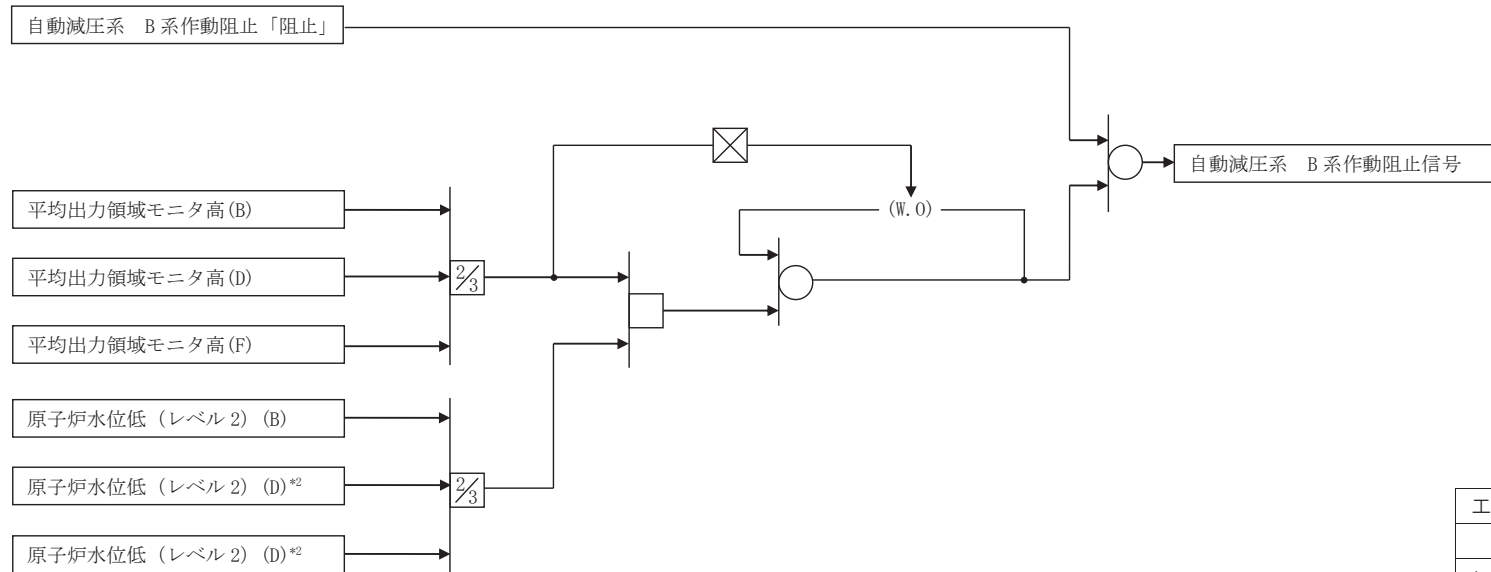 自動減圧系 B系作動阻止「阻止」
自動減圧系 B系作動阻止信号
平均出力領域モニタ高(B)
(W.O)
平均出力領域モニタ高(D)
2/3
平均出力領域モニタ高(F)
原子炉水位低（レベル2）(B)
原子炉水位低（レベル2）(D)*2
2/3
原子炉水位低（レベル2）(D)*2
工